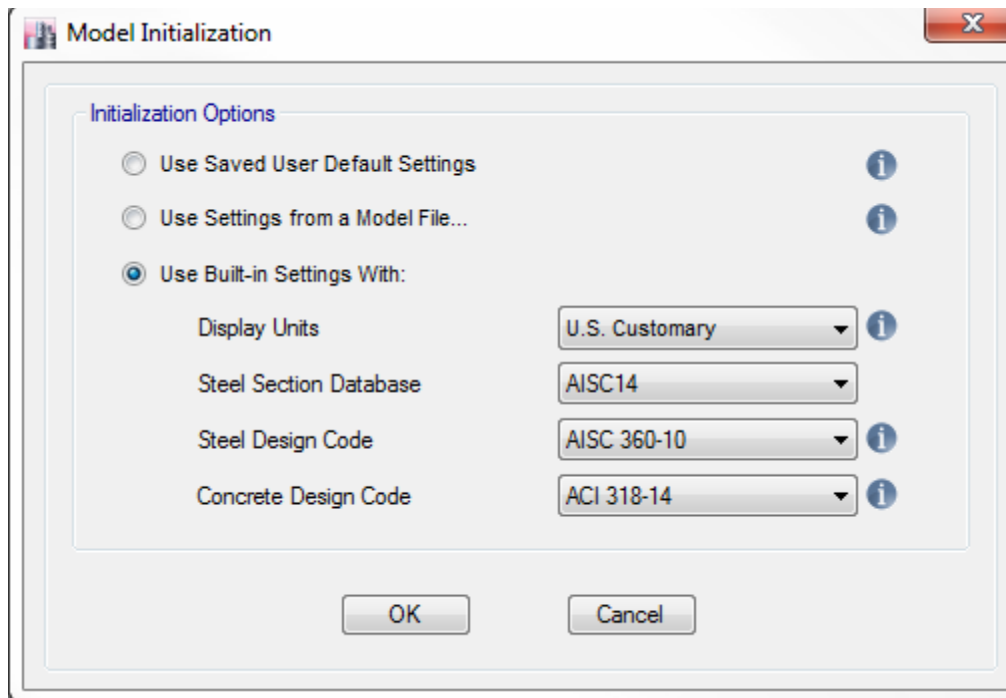 Model Initialization
Initialization Options
Use Saved User Default Settings
Use Settings from a Model File...
Use Built-in Settings With:
Display Units U.S. Customary
Steel Section Database AISC14
Steel Design Code AISC 360-10
Concrete Design Code ACI 318-14
OK Cancel